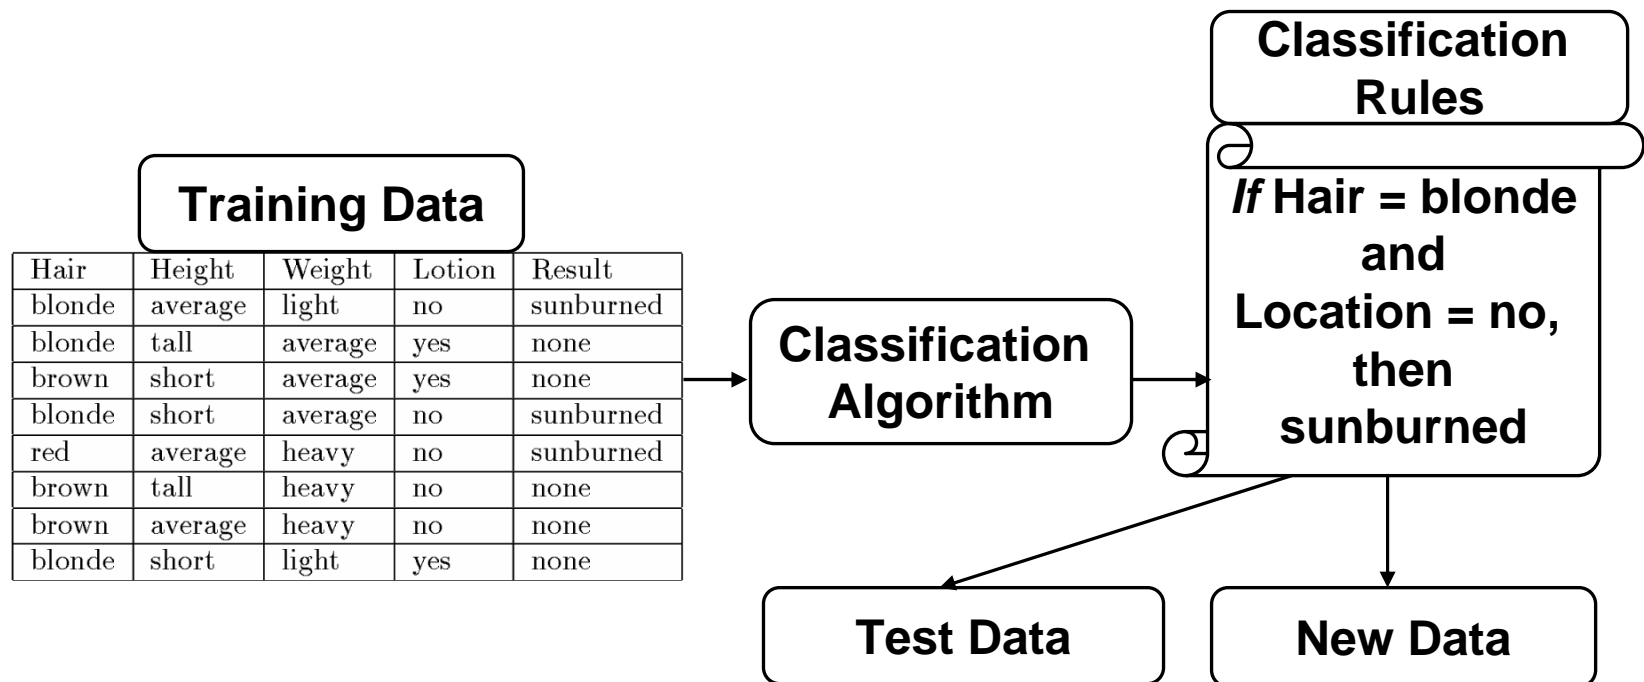 Classification
Rules
Training Data
Hair Height Weight Lotion Result
blonde average light no sunburned
blonde tall average yes none
brown short average yes none
blonde short average no sunburned
red average heavy no sunburned
brown tall heavy no none
brown average heavy no none
blonde short light yes none
Classification
Algorithm
If Hair = blonde
and
Location = no,
then
sunburned
Test Data
New Data